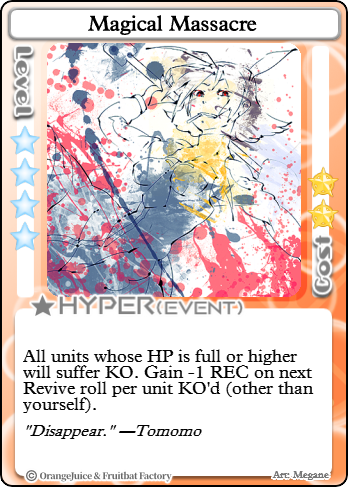 Magical Massacre
Level
Cost
HYPER(EVENT)
All units whose HP is full or higher
will suffer KO. Gain -1 REC on next
Revive roll per unit KO'd (other than
yourself).
"Disappear." —Tomomo
© OrangeJuice & Fruitbat Factory
Art: Megane